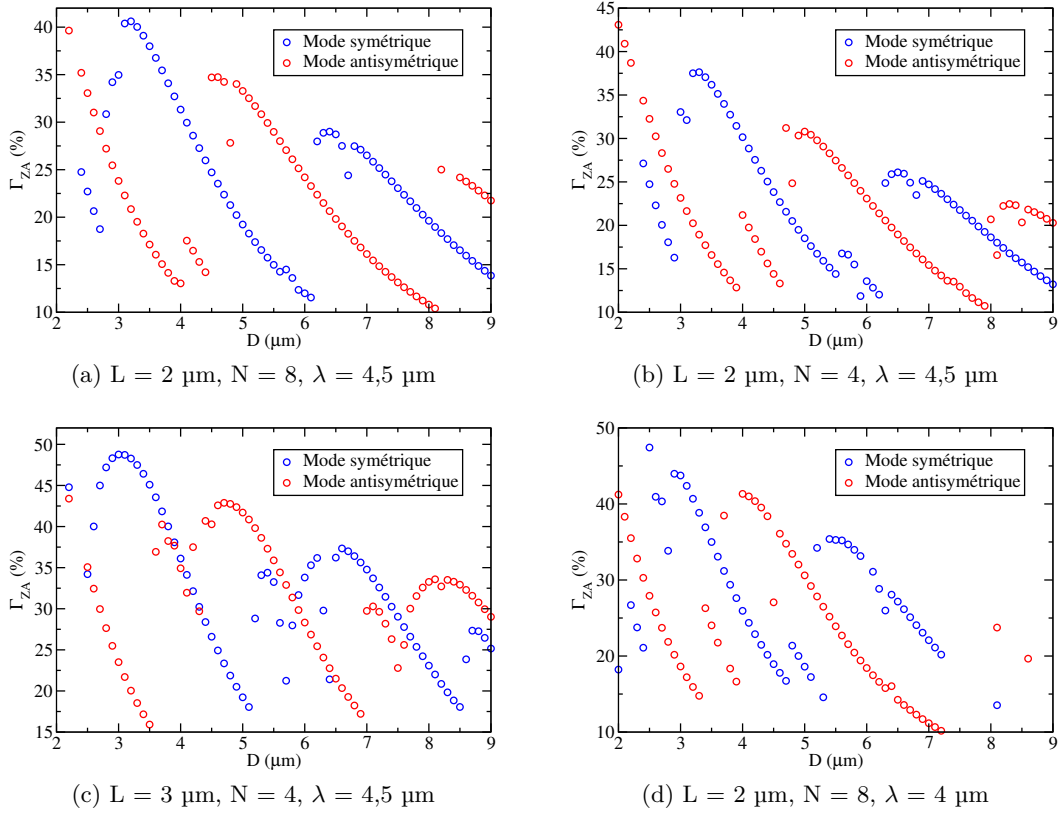 Γ_ZA (%)
40
35
30
25
20
15
10
Mode symétrique
Mode antisymétrique
2 3 4 5 6 7 8 9
D (µm)
(a) L = 2 µm, N = 8, λ = 4,5 µm
Γ_ZA (%)
45
40
35
30
25
20
15
10
Mode symétrique
Mode antisymétrique
2 3 4 5 6 7 8 9
D (µm)
(b) L = 2 µm, N = 4, λ = 4,5 µm
Γ_ZA (%)
50
45
40
35
30
25
20
15
Mode symétrique
Mode antisymétrique
2 3 4 5 6 7 8 9
D (µm)
(c) L = 3 µm, N = 4, λ = 4,5 µm
Γ_ZA (%)
50
40
30
20
10
Mode symétrique
Mode antisymétrique
2 3 4 5 6 7 8 9
D (µm)
(d) L = 2 µm, N = 8, λ = 4 µm